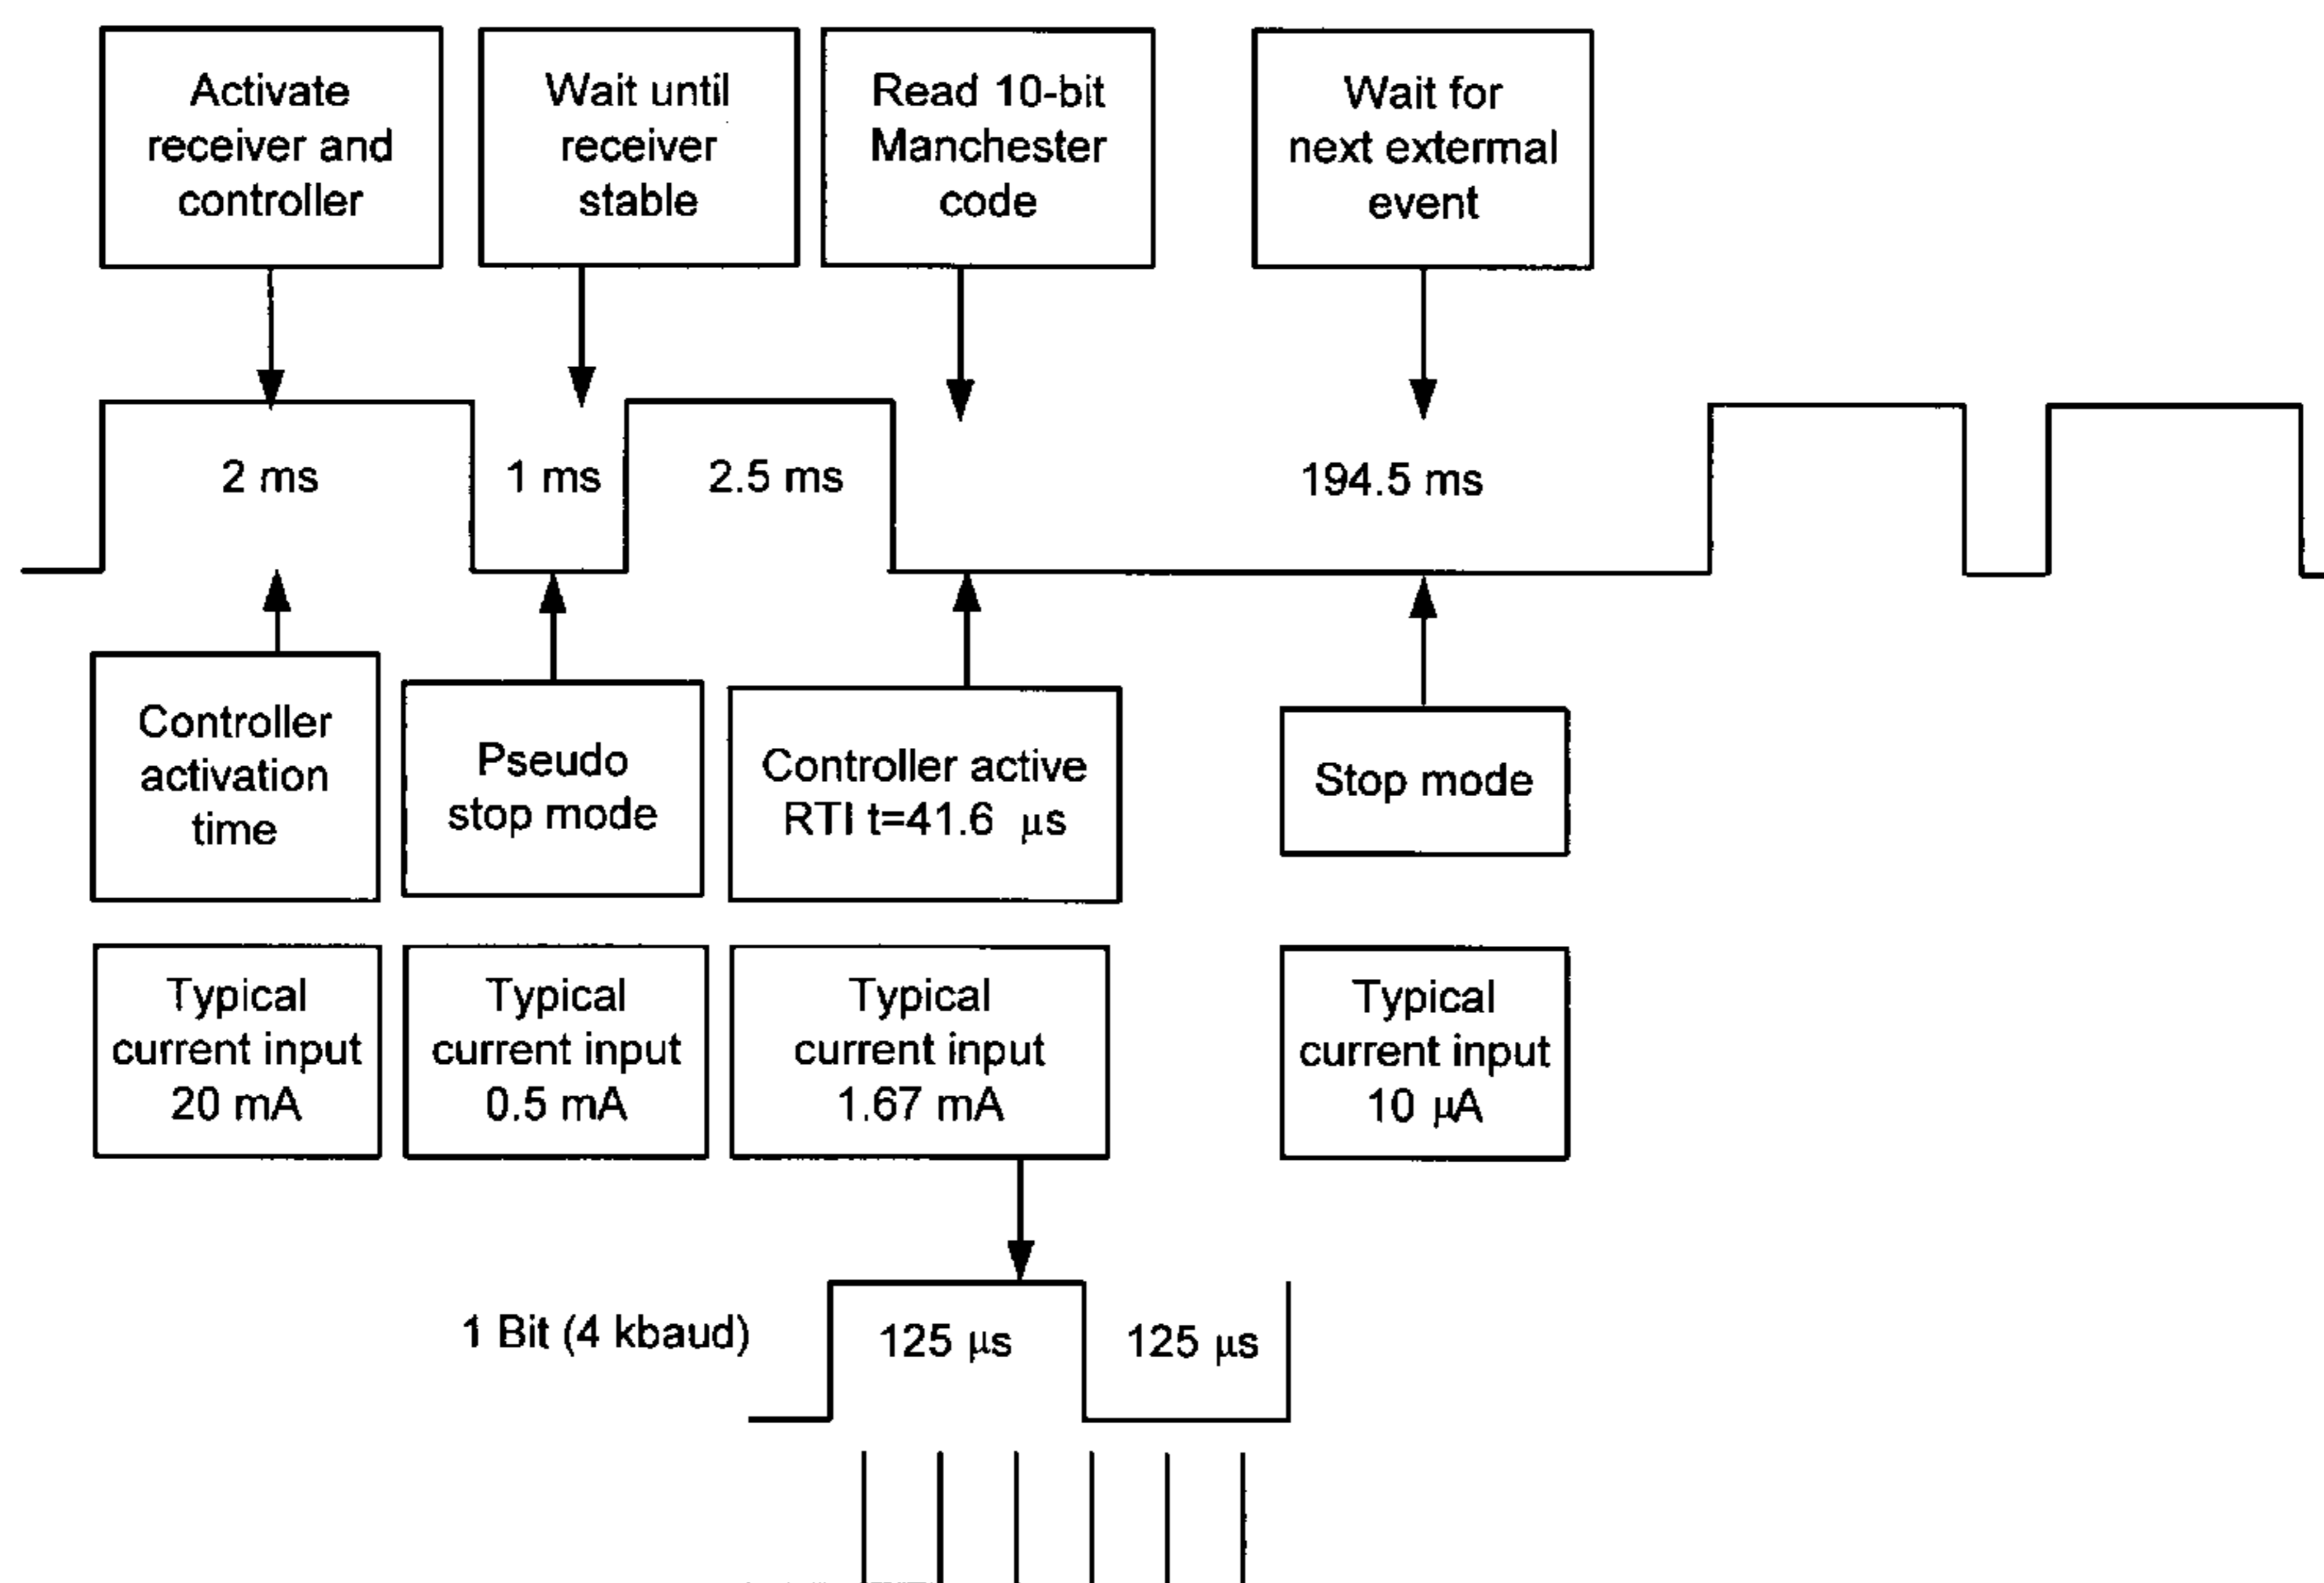 Activate
receiver and
controller
Wait until
receiver
stable
Read 10-bit
Manchester
code
Wait for
next extermal
event
2 ms
1 ms
2.5 ms
194.5 ms
Controller
activation
time
Pseudo
stop mode
Controller active
RTI t=41.6 μs
Stop mode
Typical
current input
20 mA
Typical
current input
0.5 mA
Typical
current input
1.67 mA
Typical
current input
10 μA
1 Bit (4 kbaud)
125 μs
125 μs